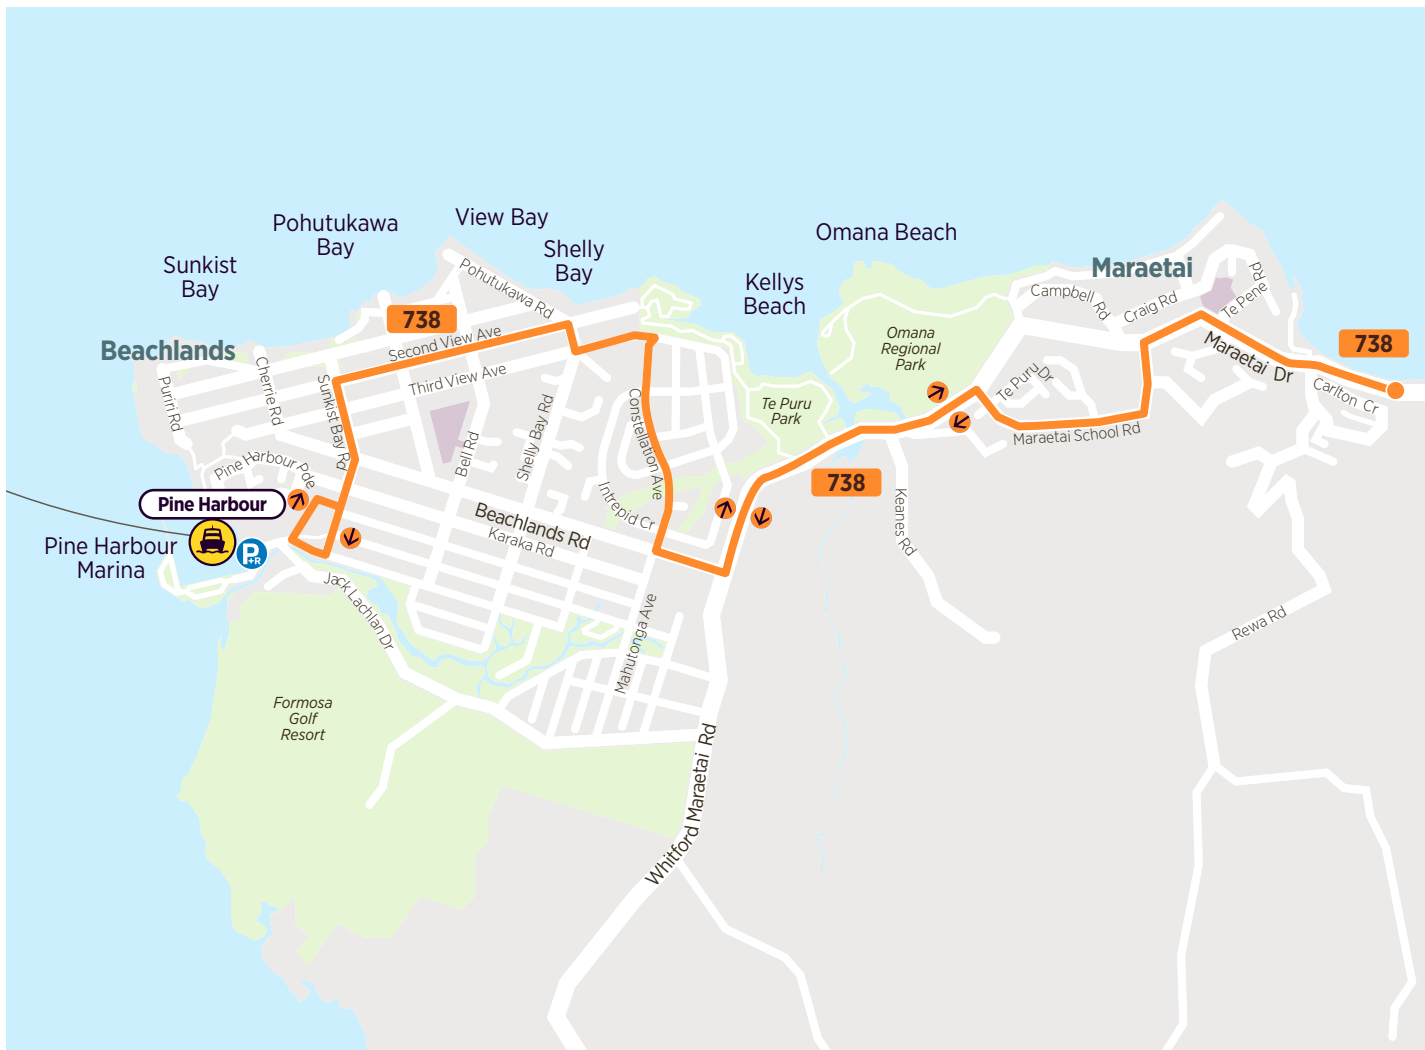 Pohutukawa
Bay
View Bay
Shelly
Bay
Omana Beach
Sunkist
Bay
Kellys
Beach
Maraetai
Pohutukawa Rd
Campbell Rd
Craig Rd
Te Pene
Rd
738
Second View Ave
Omana
Regional
Park
738
Beachlands
Cherrie Rd
Puriri Rd
Sunkist Bay Rd
Third View Ave
Maraetai Dr
Carlton Cr
Te Puru Dr
Te Puru
Park
Constellation Ave
Shelly Bay Rd
Bell Rd
Maraetai School Rd
Pine Harbour Pde
738
Pine Harbour
Intrepid Cr
Beachlands Rd
Karaka Rd
Keanes Rd
Pine Harbour
Marina
P
+R
Jack Lachlan Dr
Mahutonga Ave
Rewa Rd
Formosa
Golf
Resort
Whitford Maraetai Rd